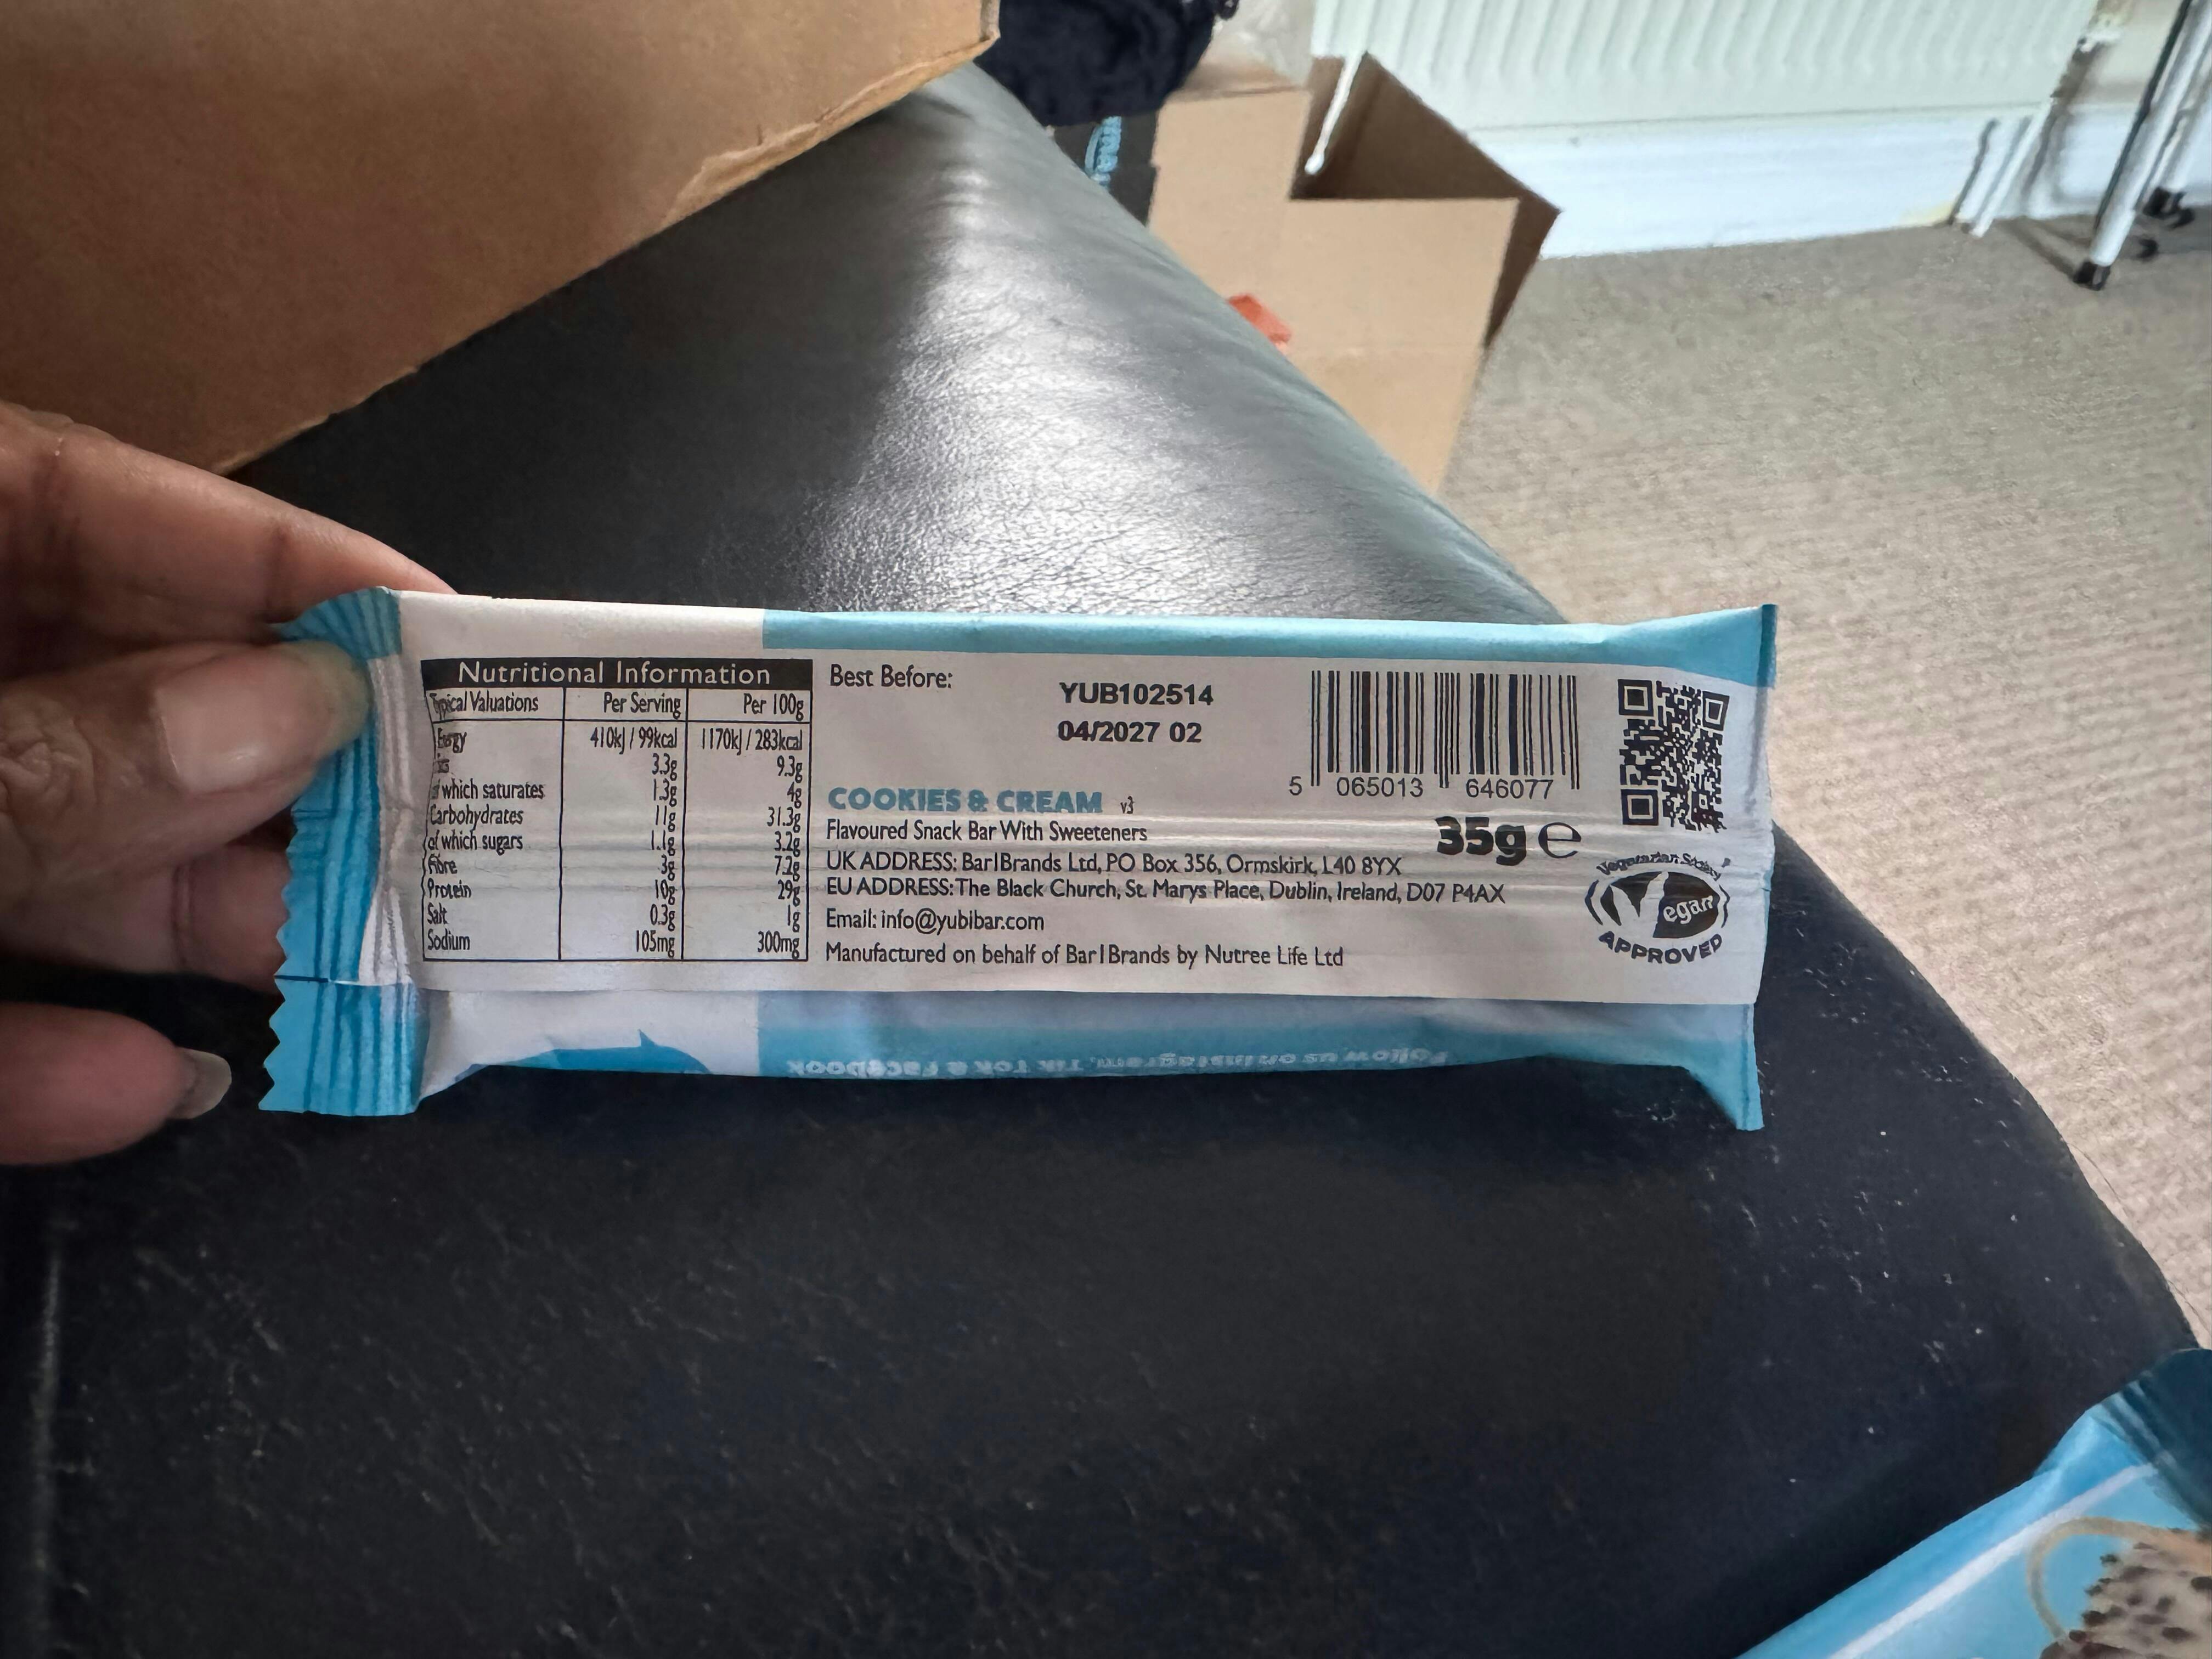 Nutritional Information
Typical Valuations Per Serving Per 100g
Energy 410kJ / 99kcal 1170kJ / 283kcal
3.3g 9.3g
of which saturates 1.3g 4g
Carbohydrates 11g 31.3g
of which sugars 1.1g 3.2g
Fibre 3g 7.2g
Protein 10g 29g
Salt 0.3g 1g
Sodium 105mg 300mg
Best Before:
YUB102514
04/2027 02
COOKIES & CREAM v3
Flavoured Snack Bar With Sweeteners
35g e
UK ADDRESS: Bar1Brands Ltd, PO Box 356, Ormskirk, L40 8YX
EU ADDRESS: The Black Church, St. Marys Place, Dublin, Ireland, D07 P4AX
Email: info@yubibar.com
Manufactured on behalf of Bar1Brands by Nutree Life Ltd
5 065013 646077
Vegetarian Society
Vegan
APPROVED
Follow us on Instagram, Tik Tok & Facebook